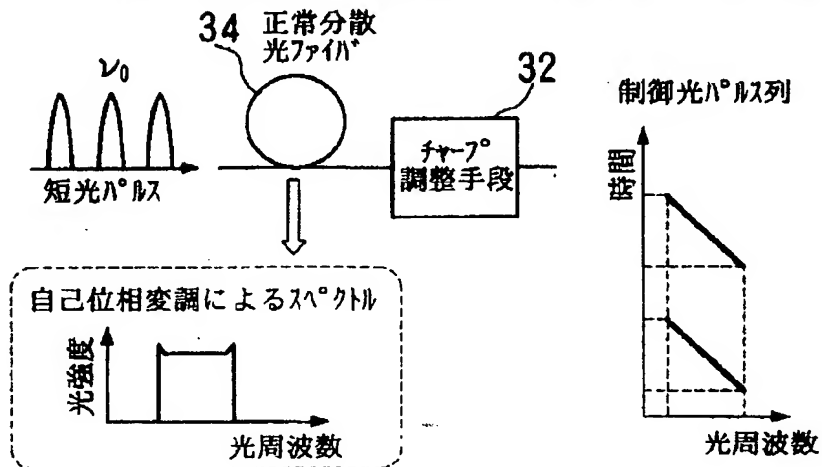 34
正常分散
光ファイバ
ν0
32
制御光パルス列
チャープ
調整手段
短光パルス
時間
自己位相変調によるスペクトル
光強度
光周波数
光周波数